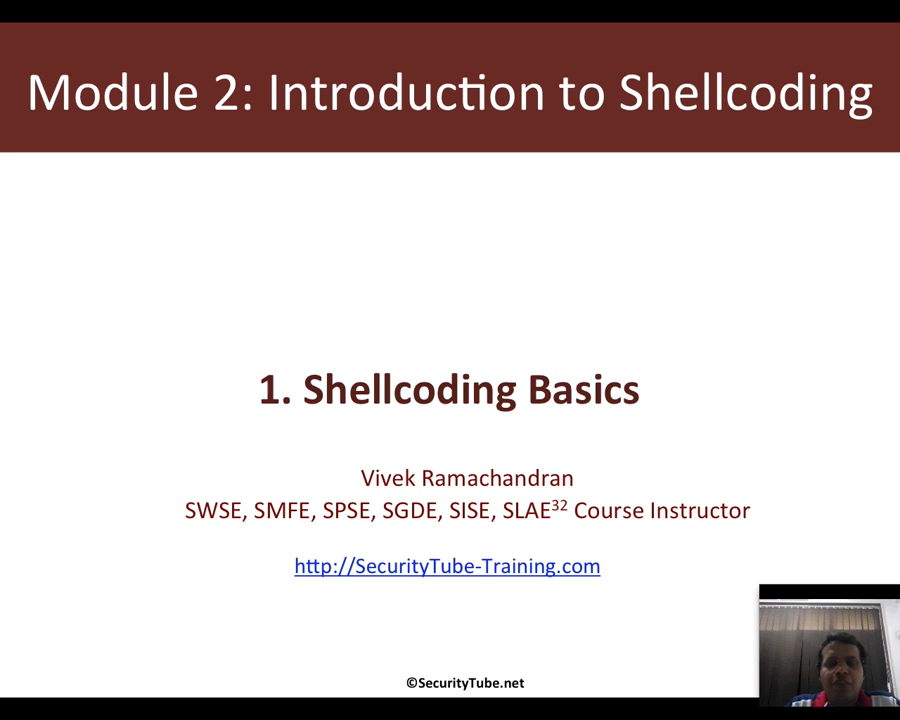 Module 2: Introduction to Shellcoding
1. Shellcoding Basics
Vivek Ramachandran
SWSE, SMFE, SPSE, SGDE, SISE, SLAE³² Course Instructor
http://SecurityTube-Training.com
©SecurityTube.net